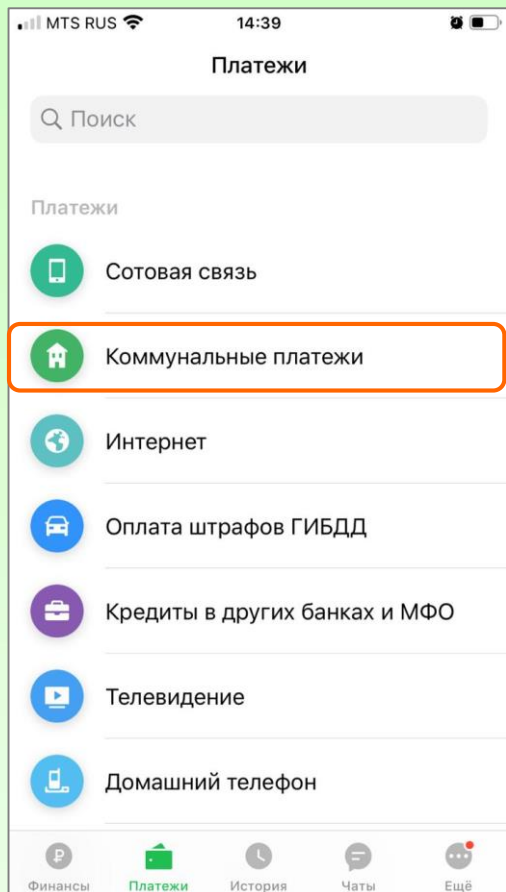 MTS RUS 14:39
Платежи
Поиск
Платежи
Сотовая связь
Коммунальные платежи
Интернет
Оплата штрафов ГИБДД
Кредиты в других банках и МФО
Телевидение
Домашний телефон
Финансы Платежи История Чаты Ещё